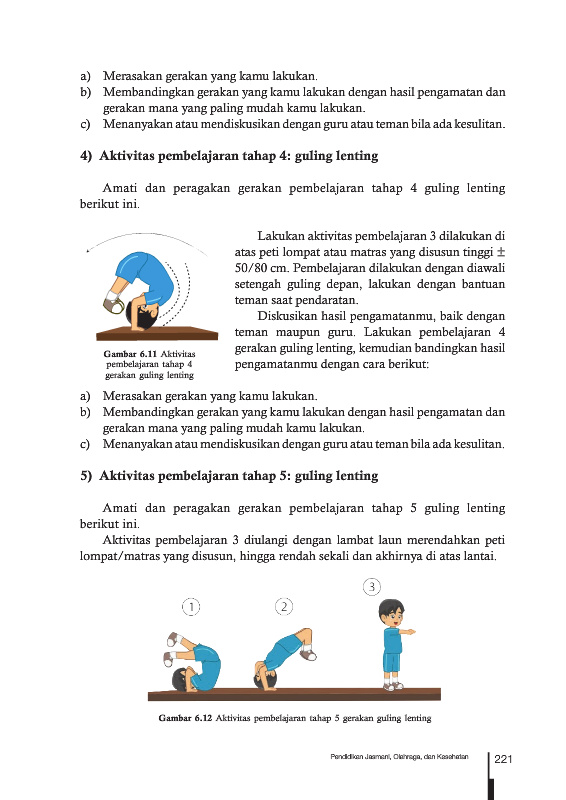 a) Merasakan gerakan yang kamu lakukan.
b) Membandingkan gerakan yang kamu lakukan dengan hasil pengamatan dan
gerakan mana yang paling mudah kamu lakukan.
c) Menanyakan atau mendiskusikan dengan guru atau teman bila ada kesulitan.
4) Aktivitas pembelajaran tahap 4: guling lenting
Amati dan peragakan gerakan pembelajaran tahap 4 guling lenting
berikut ini.
Lakukan aktivitas pembelajaran 3 dilakukan di
atas peti lompat atau matras yang disusun tinggi ±
50/80 cm. Pembelajaran dilakukan dengan diawali
setengah guling depan, lakukan dengan bantuan
teman saat pendaratan.
Diskusikan hasil pengamatanmu, baik dengan
teman maupun guru. Lakukan pembelajaran 4
gerakan guling lenting, kemudian bandingkan hasil
pengamatanmu dengan cara berikut:
Gambar 6.11 Aktivitas
pembelajaran tahap 4
gerakan guling lenting
a) Merasakan gerakan yang kamu lakukan.
b) Membandingkan gerakan yang kamu lakukan dengan hasil pengamatan dan
gerakan mana yang paling mudah kamu lakukan.
c) Menanyakan atau mendiskusikan dengan guru atau teman bila ada kesulitan.
5) Aktivitas pembelajaran tahap 5: guling lenting
Amati dan peragakan gerakan pembelajaran tahap 5 guling lenting
berikut ini.
Aktivitas pembelajaran 3 diulangi dengan lambat laun merendahkan peti
lompat/matras yang disusun, hingga rendah sekali dan akhirnya di atas lantai.
1
2
3
Gambar 6.12 Aktivitas pembelajaran tahap 5 gerakan guling lenting
Pendidikan Jasmani, Olehraga, dan Kesehatan
221